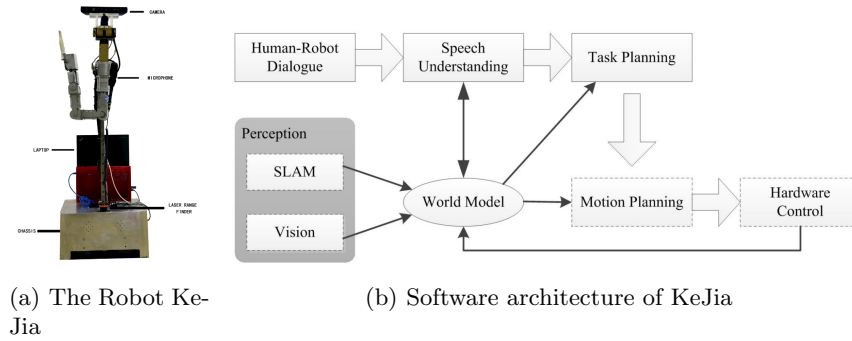 CAMERA
MICROPHONE
LAPTOP
LASER RANGE
FINDER
CHASSIS
Human-Robot
Dialogue
Speech
Understanding
Task Planning
Perception
SLAM
Vision
World Model
Motion Planning
Hardware
Control
(a) The Robot Ke-
Jia
(b) Software architecture of KeJia